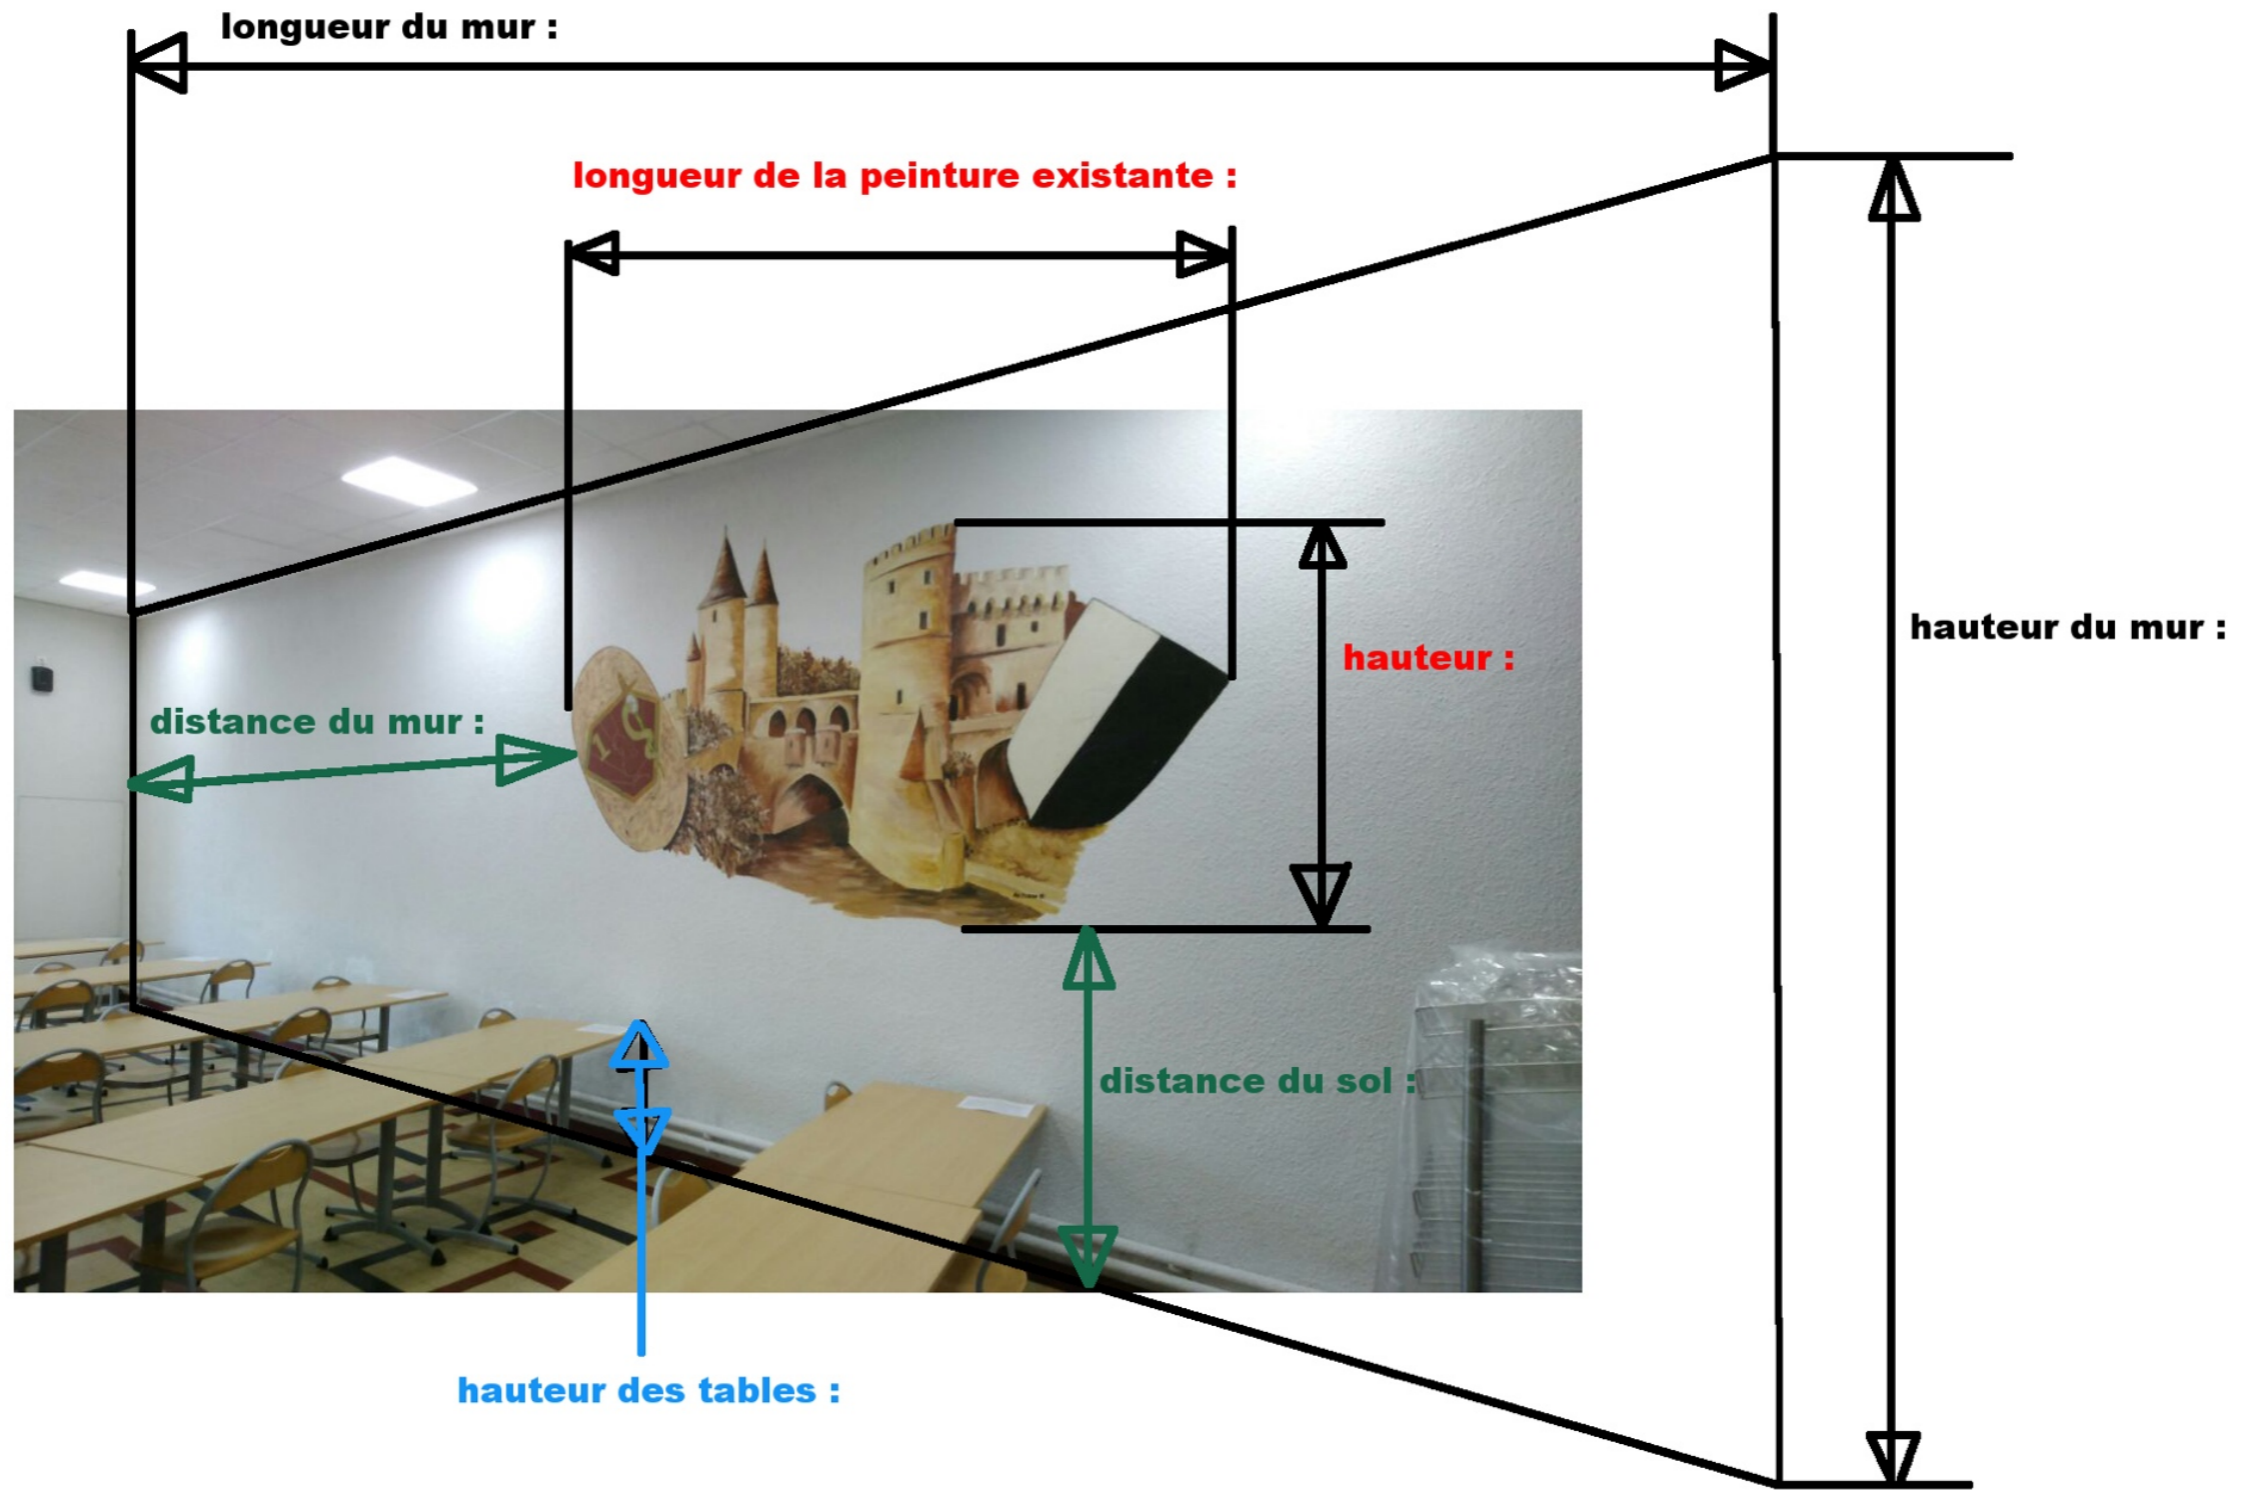 longueur du mur :
longueur de la peinture existante :
hauteur :
hauteur du mur :
distance du mur :
1
distance du sol :
hauteur des tables :